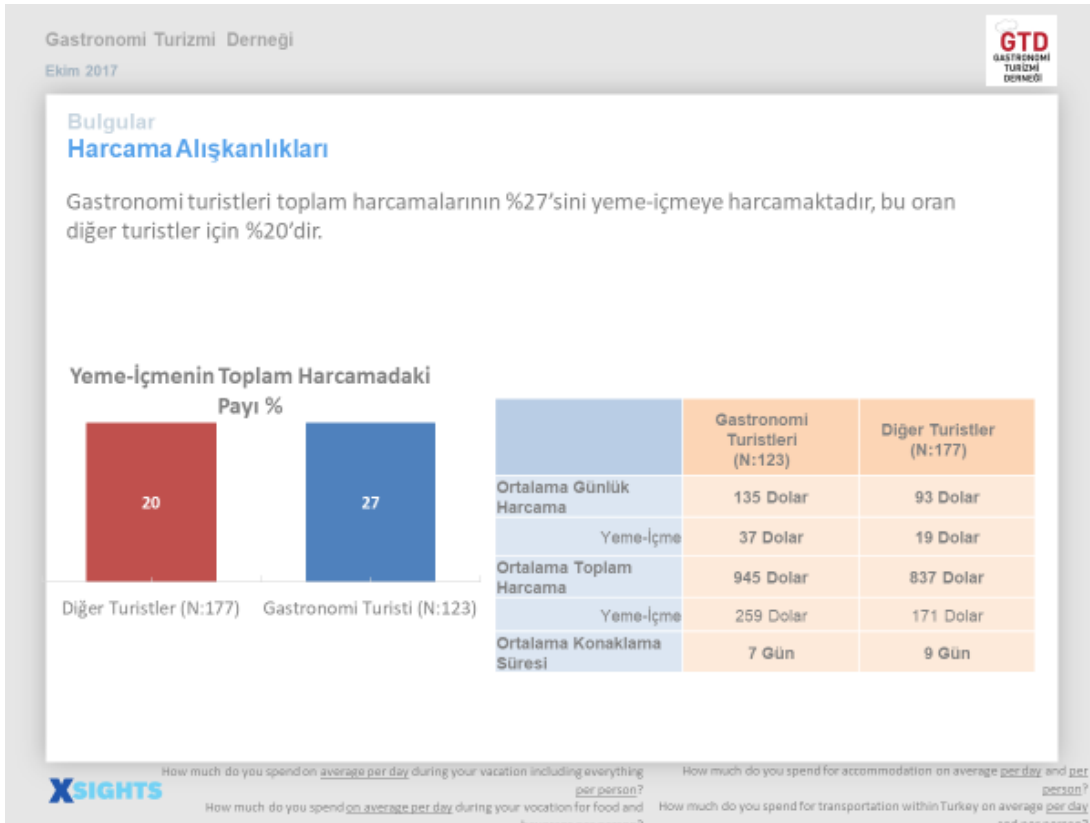 Gastronomi Turizmi Derneği
Ekim 2017
GTD
GASTRONOMİ
TURİZMİ
DERNEĞİ
Bulgular
Harcama Alışkanlıkları
Gastronomi turistleri toplam harcamalarının %27'sini yeme-içmeye harcamaktadır, bu oran
diğer turistler için %20'dir.
Yeme-İçmenin Toplam Harcamadaki
Payı %
20
27
Diğer Turistler (N:177)
Gastronomi Turisti (N:123)
Gastronomi
Turistleri
(N:123)
Diğer Turistler
(N:177)
Ortalama Günlük
Harcama
135 Dolar
93 Dolar
Yeme-İçme
37 Dolar
19 Dolar
Ortalama Toplam
Harcama
945 Dolar
837 Dolar
Yeme-İçme
259 Dolar
171 Dolar
Ortalama Konaklama
Süresi
7 Gün
9 Gün
XSIGHTS
How much do you spend on average per day during your vacation including everything
per person?
How much do you spend on average per day during your vocation for food and
How much do you spend for accommodation on average per day and per
person?
How much do you spend for transportation within Turkey on average per day